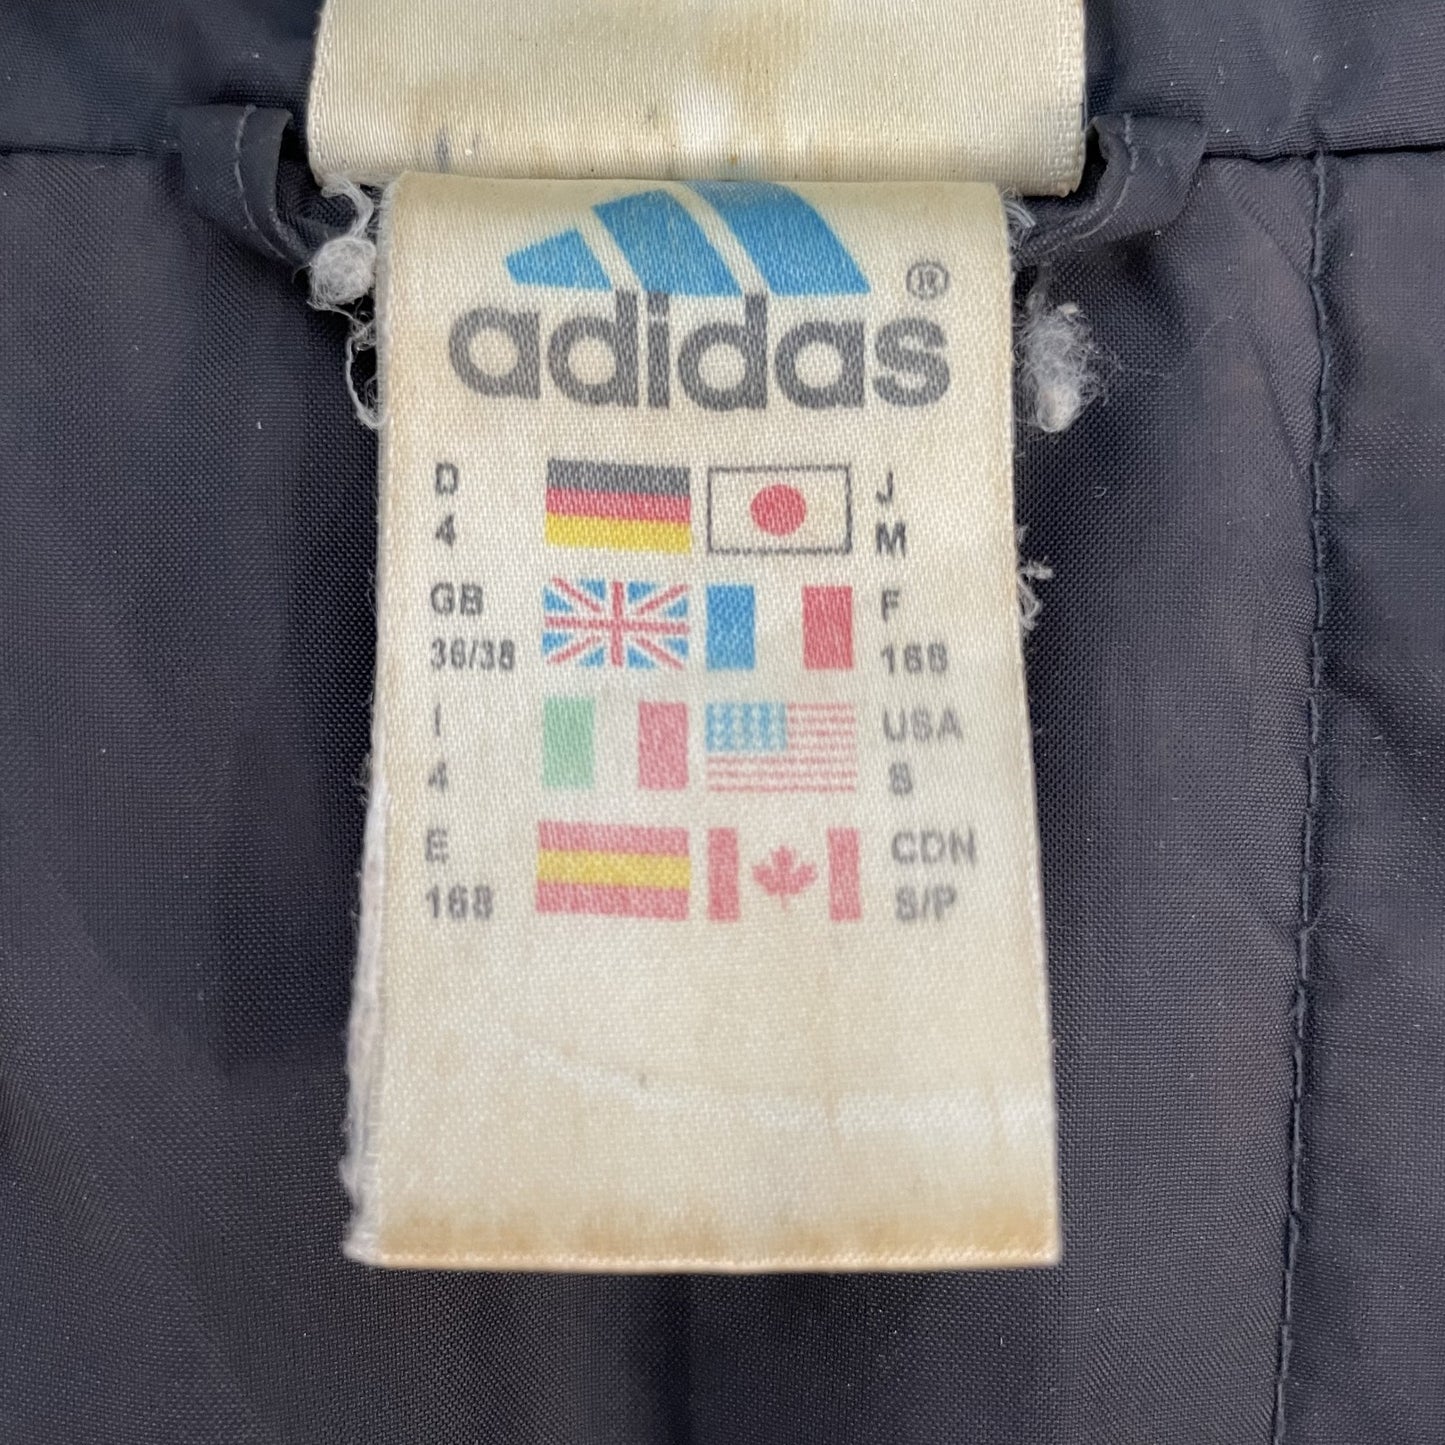 adidas ®
D J
4 M
GB F
36/38 168
I USA
4 S
E CDN
168 S/P